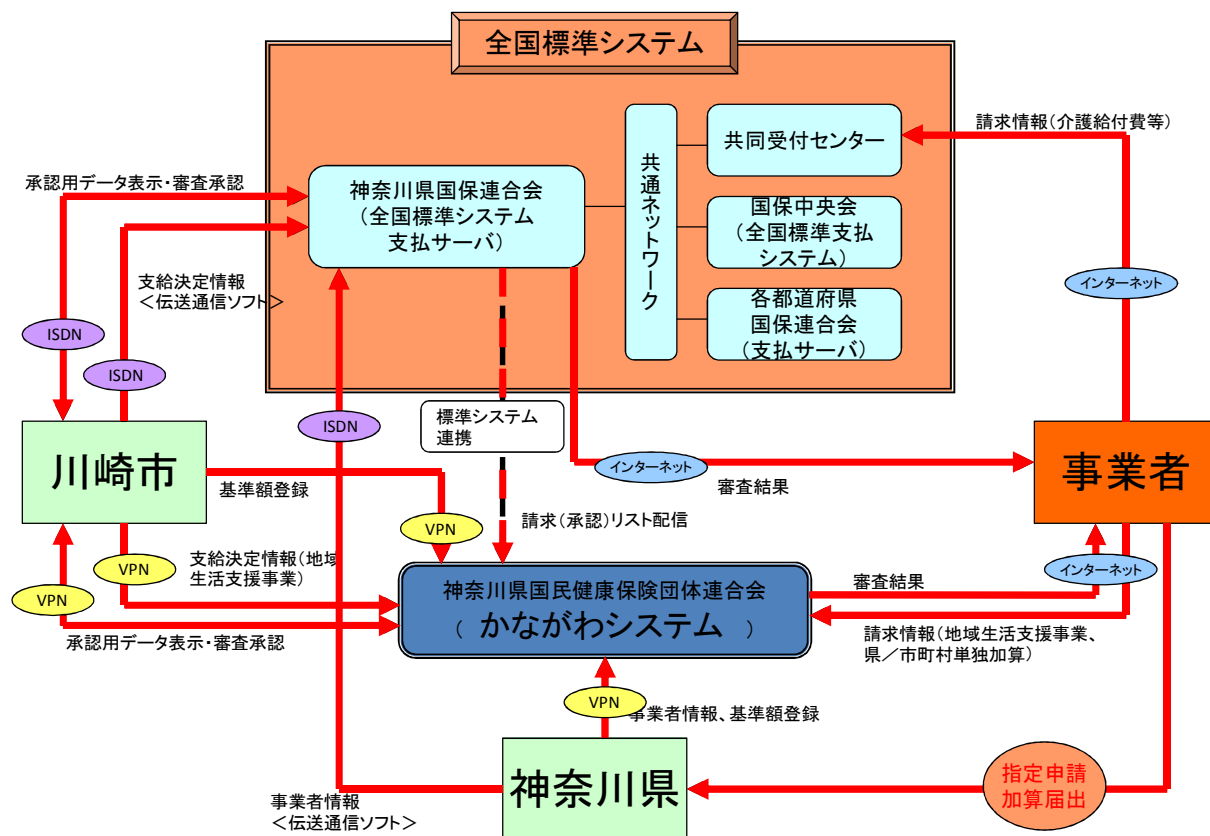 全国標準システム
請求情報(介護給付費等)
共同受付センター
共通ネットワーク
神奈川県国保連合会
(全国標準システム
支払サーバ)
国保中央会
(全国標準支払
システム)
各都道府県
国保連合会
(支払サーバ)
承認用データ表示・審査承認
支給決定情報
<伝送通信ソフト>
インターネット
ISDN
ISDN
ISDN
標準システム
連携
川崎市
事業者
基準額登録
インターネット
審査結果
VPN
請求(承認)リスト配信
支給決定情報(地域
生活支援事業)
VPN
VPN
承認用データ表示・審査承認
神奈川県国民健康保険団体連合会
( かながわシステム )
インターネット
審査結果
請求情報(地域生活支援事業、
県/市町村単独加算)
VPN
事業者情報、基準額登録
神奈川県
指定申請
加算届出
事業者情報
<伝送通信ソフト>